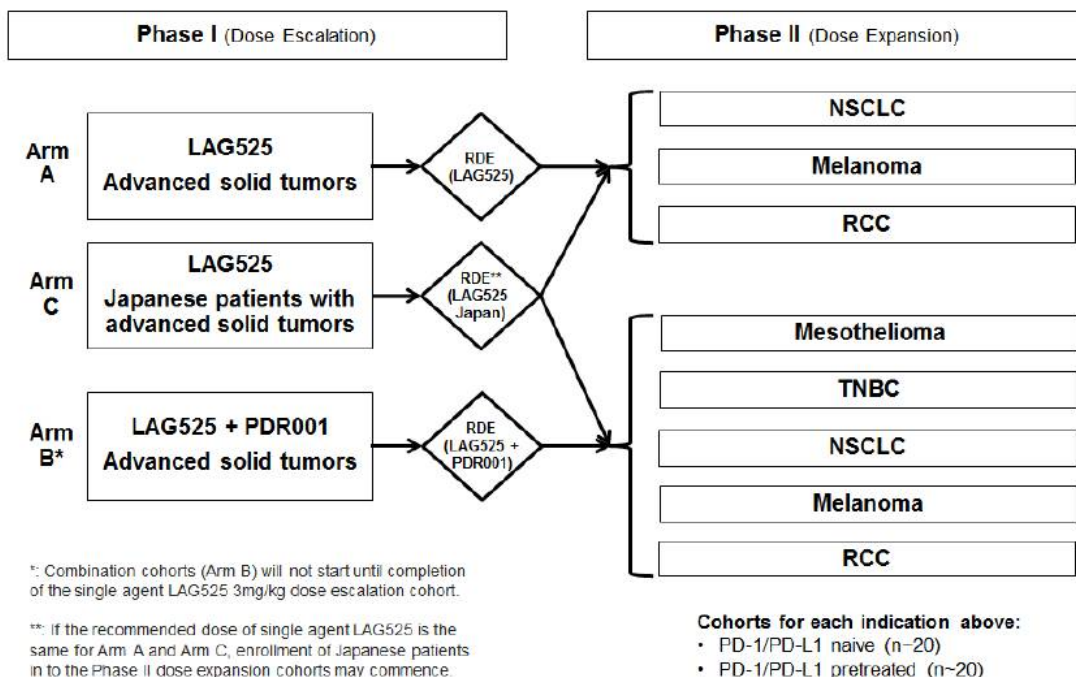 Phase I (Dose Escalation)
Phase II (Dose Expansion)
Arm
A
LAG525
Advanced solid tumors
RDE
(LAG525)
NSCLC
Melanoma
RCC
Arm
C
LAG525
Japanese patients with
advanced solid tumors
RDE**
(LAG525
Japan)
Arm
B*
LAG525 + PDR001
Advanced solid tumors
RDE
(LAG525 +
PDR001)
Mesothelioma
TNBC
NSCLC
Melanoma
RCC
*: Combination cohorts (Arm B) will not start until completion
of the single agent LAG525 3mg/kg dose escalation cohort.
**: If the recommended dose of single agent LAG525 is the
same for Arm A and Arm C, enrollment of Japanese patients
in to the Phase II dose expansion cohorts may commence.
Cohorts for each indication above:
• PD-1/PD-L1 naive (n~20)
• PD-1/PD-L1 pretreated (n~20)